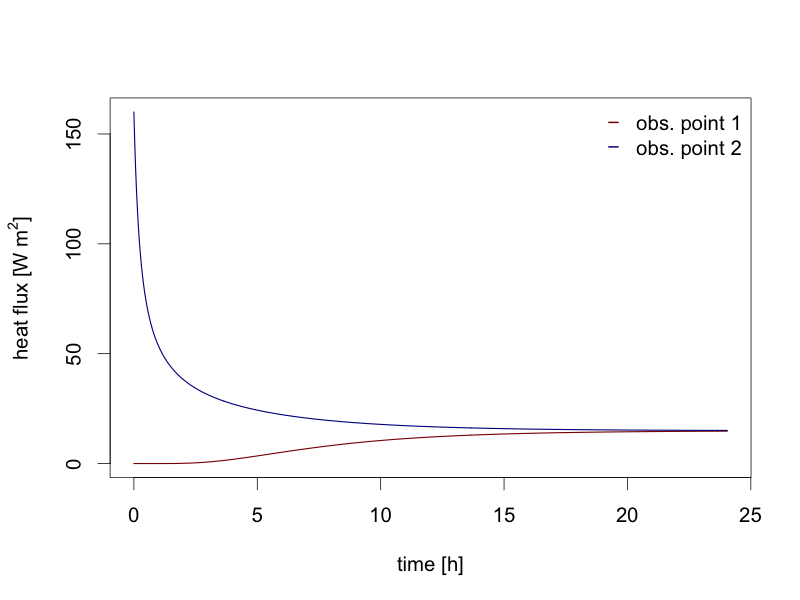 obs. point 1
obs. point 2
heat flux [W m²]
150
100
50
0
0 5 10 15 20 25
time [h]